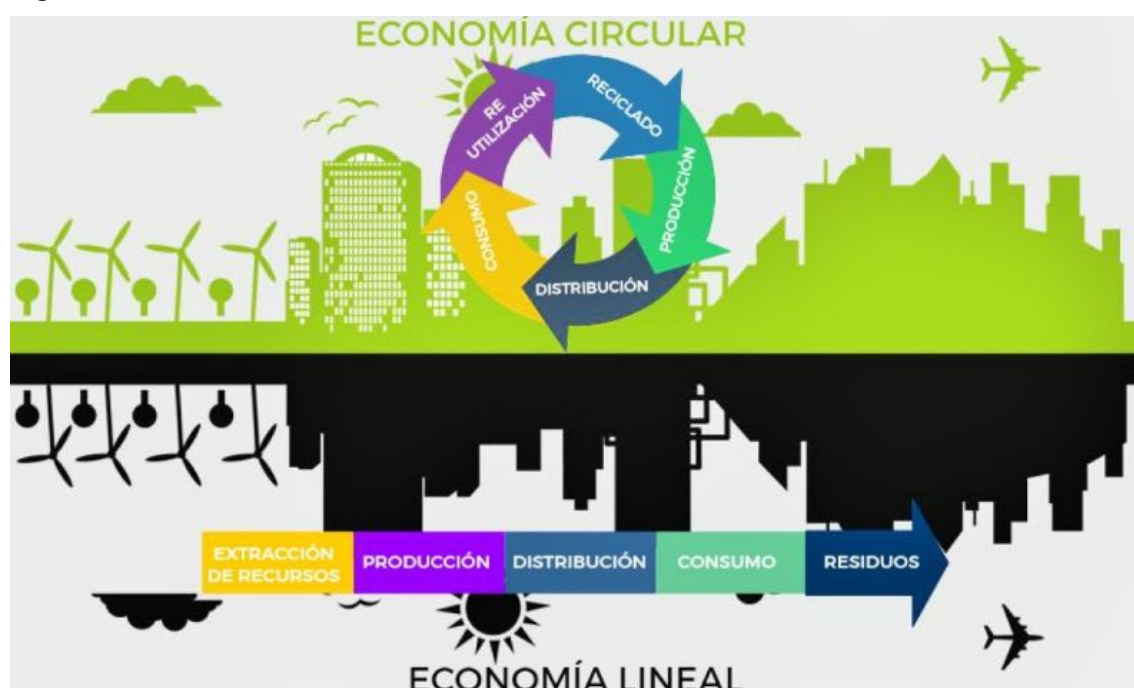 ECONOMÍA CIRCULAR
RE
UTILIZACIÓN
RECICLADO
PRODUCCIÓN
DISTRIBUCIÓN
CONSUMO
EXTRACCIÓN
DE RECURSOS
PRODUCCIÓN
DISTRIBUCIÓN
CONSUMO
RESIDUOS
ECONOMÍA LINEAL